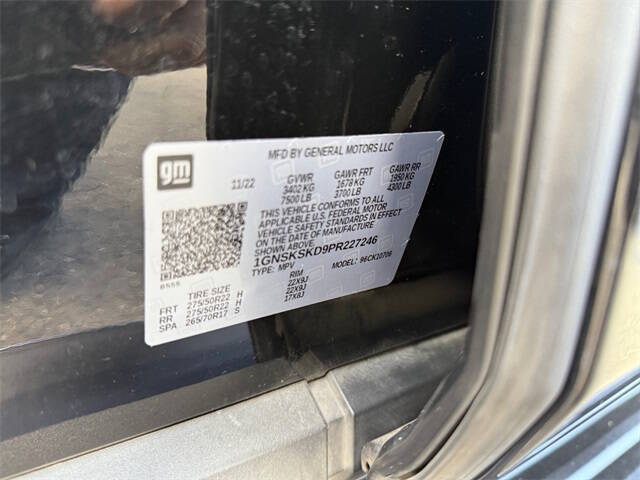 gm
MFD BY GENERAL MOTORS LLC
11/22 GVWR GAWR FRT GAWR RR
3402 KG 1678 KG 1950 KG
7500 LB 3700 LB 4300 LB
THIS VEHICLE CONFORMS TO ALL
APPLICABLE U.S. FEDERAL MOTOR
VEHICLE SAFETY STANDARDS IN EFFECT
ON THE DATE OF MANUFACTURE
SHOWN ABOVE.
1GNSKSKD9PR227246
TYPE: MPV MODEL: 96CK10706
TIRE SIZE RIM
FRT 275/50R22 H 22X9J
RR 275/50R22 H 22X9J
SPA 265/70R17 S 17X8J